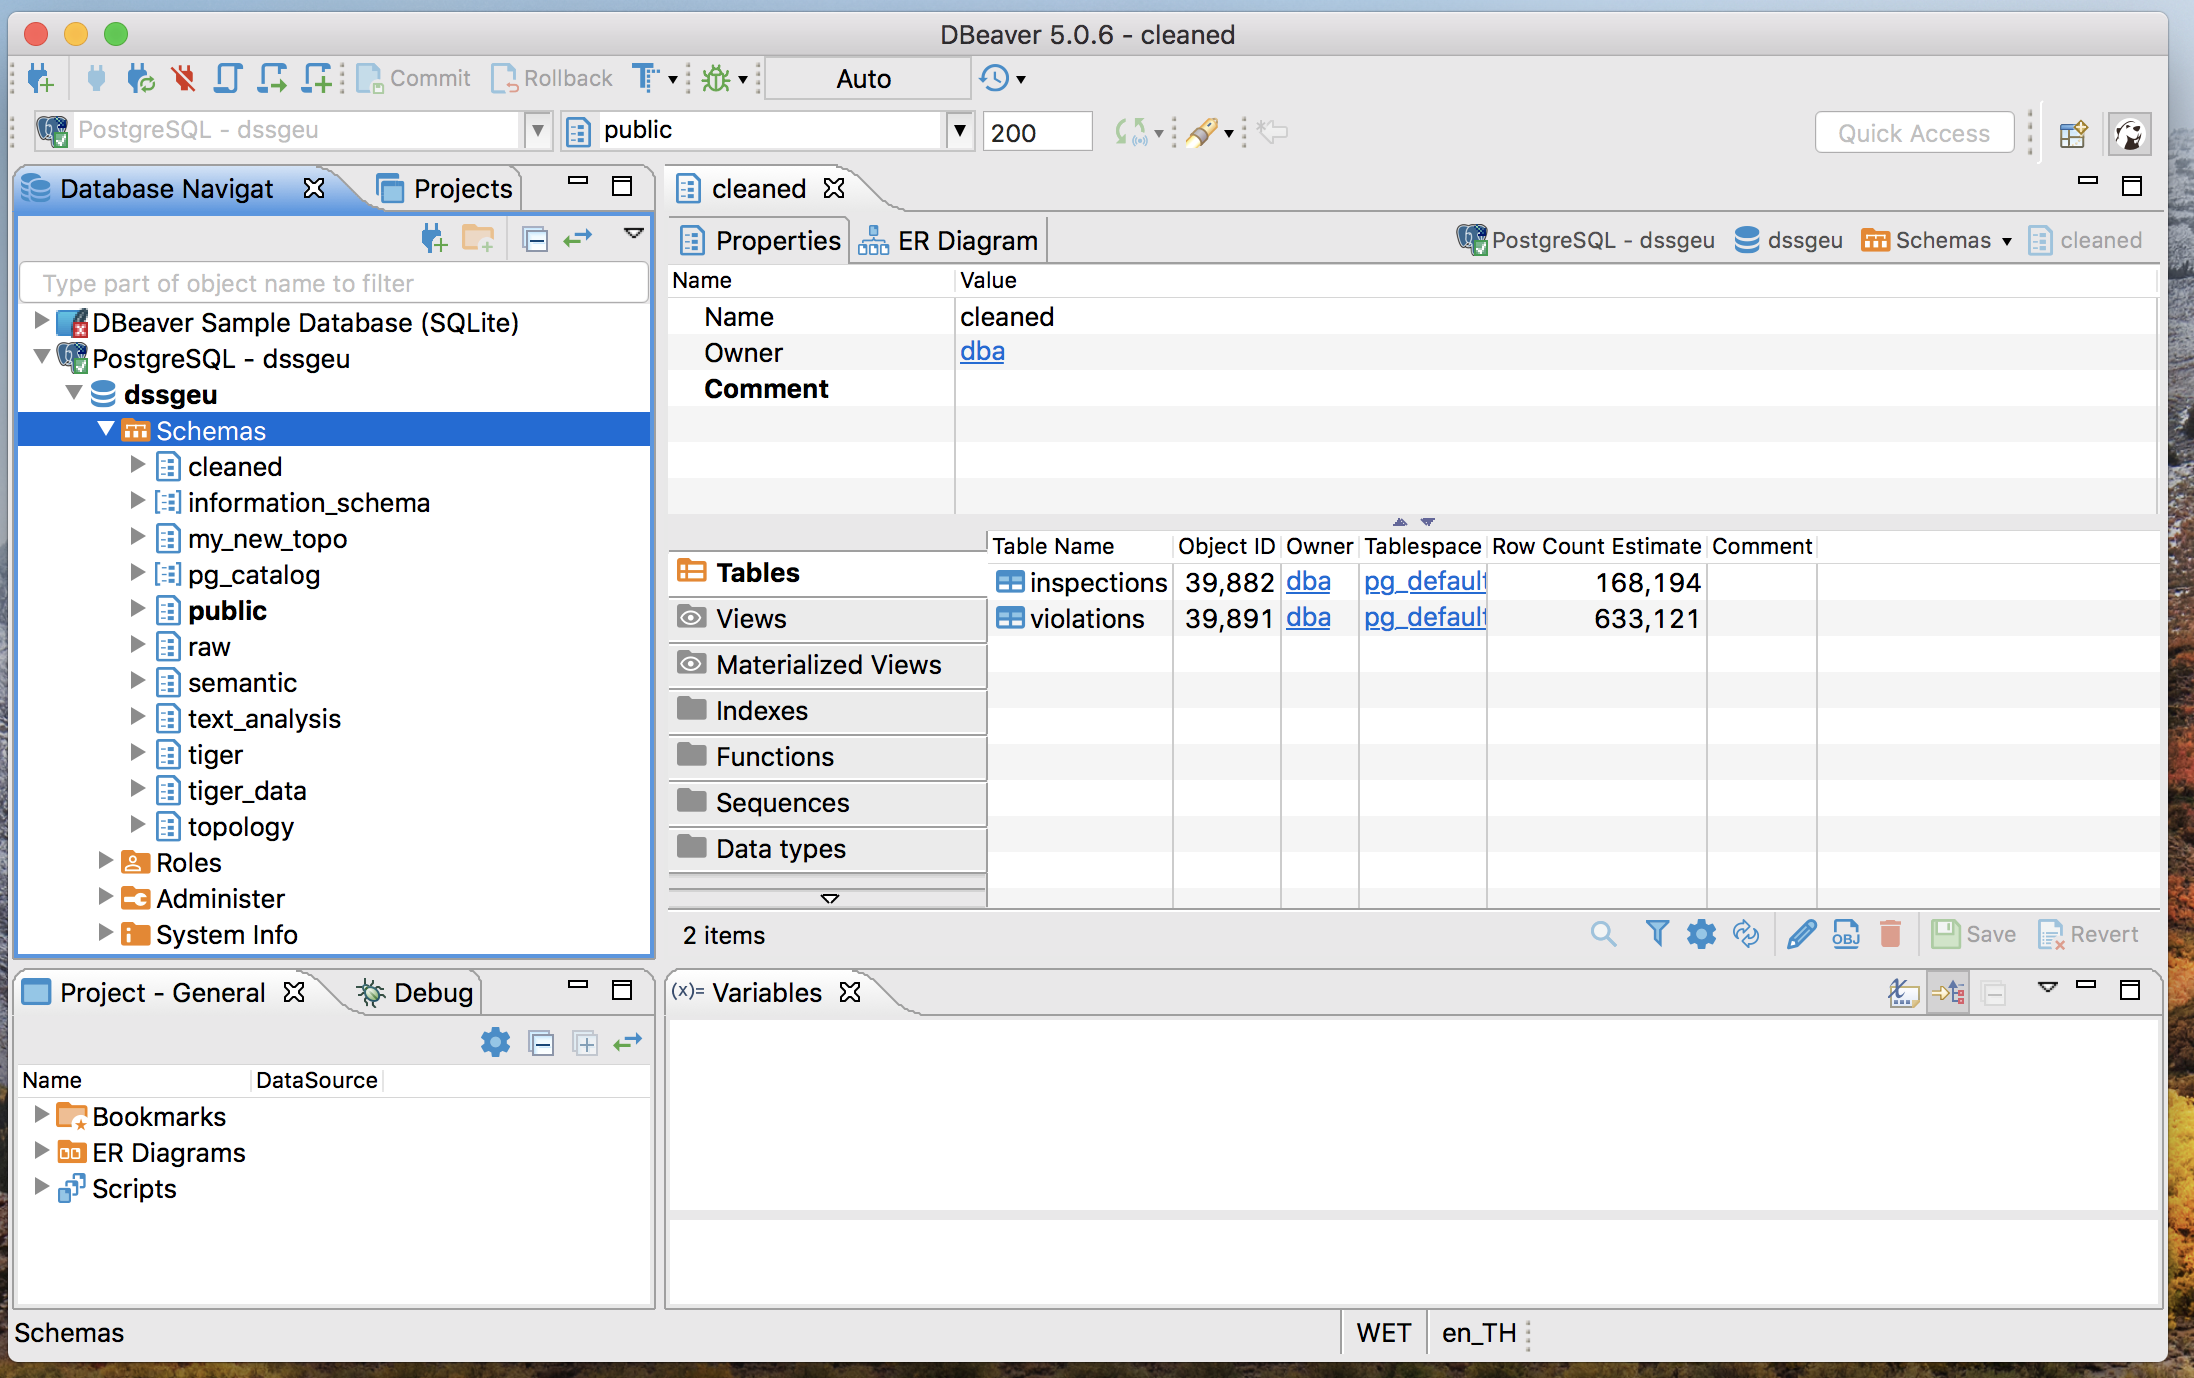 DBeaver 5.0.6 - cleaned
Commit Rollback Auto
PostgreSQL - dssgeu public 200 Quick Access
Database Navigat Projects
Type part of object name to filter
DBeaver Sample Database (SQLite)
PostgreSQL - dssgeu
dssgeu
Schemas
cleaned
information_schema
my_new_topo
pg_catalog
public
raw
semantic
text_analysis
tiger
tiger_data
topology
Roles
Administer
System Info
cleaned
Properties ER Diagram PostgreSQL - dssgeu dssgeu Schemas cleaned
Name Value
Name cleaned
Owner dba
Comment
Tables
Views
Materialized Views
Indexes
Functions
Sequences
Data types
Table Name Object ID Owner Tablespace Row Count Estimate Comment
inspections 39,882 dba pg_default 168,194
violations 39,891 dba pg_default 633,121
2 items OBJ Save Revert
Project - General Debug
Name DataSource
Bookmarks
ER Diagrams
Scripts
(x)= Variables
Schemas WET en_TH